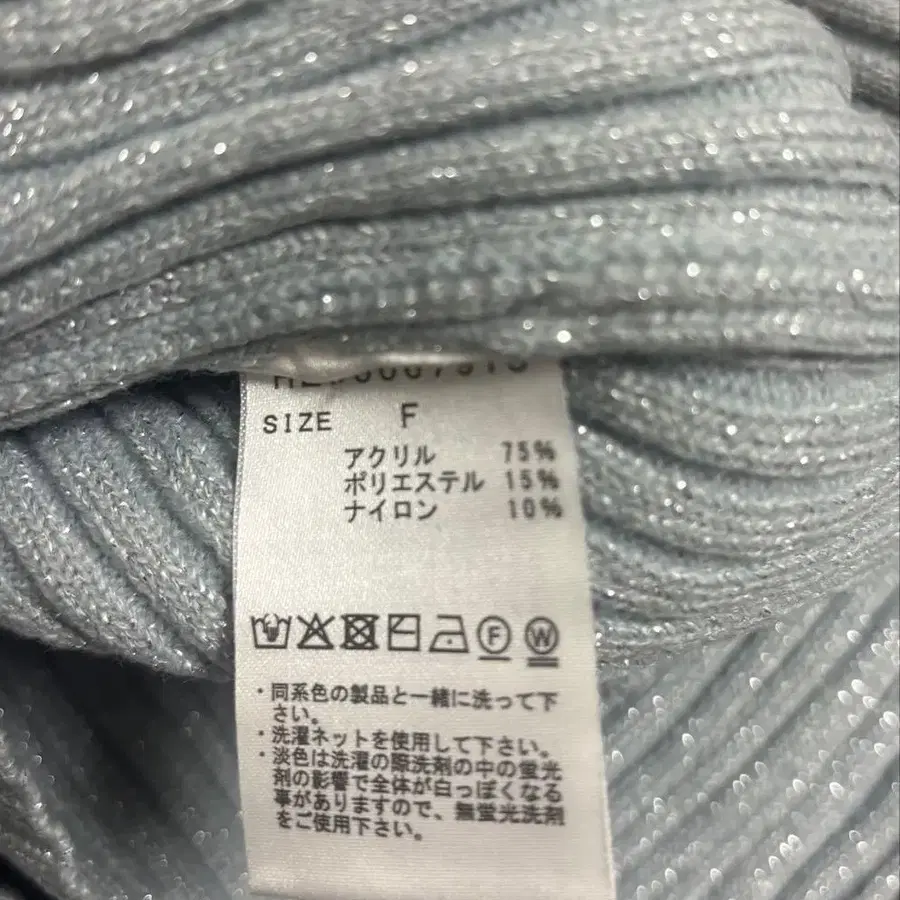 SIZE F
アクリル 75%
ポリエステル 15%
ナイロン 10%
F W
・同系色の製品と一緒に洗って下
さい。
・洗濯ネットを使用して下さい。
・淡色は洗濯の際洗剤の中の蛍光
剤の影響で全体が白っぽくなる
事がありますので、無蛍光洗剤
をご使用下さい。